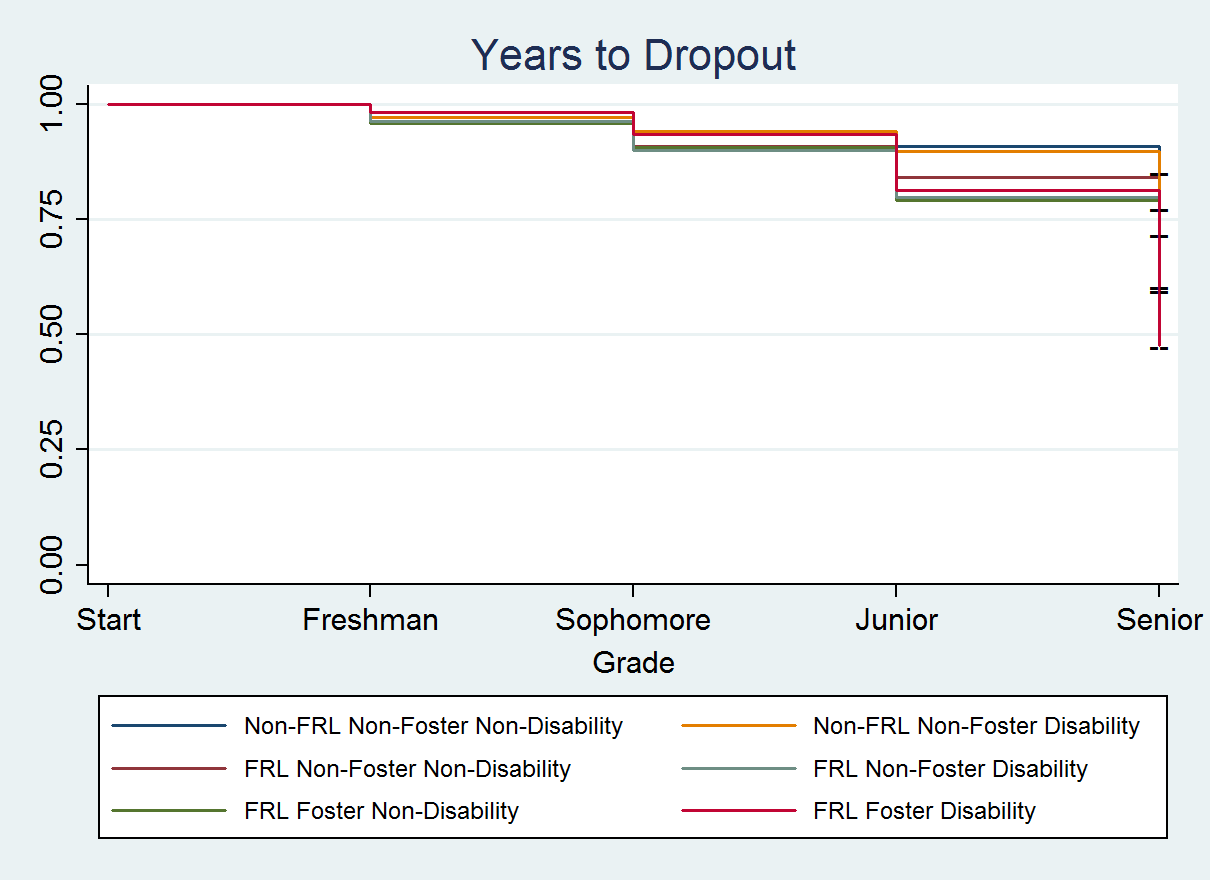 Years to Dropout
1.00
0.75
0.50
0.25
0.00
Start Freshman Sophomore Junior Senior
Grade
Non-FRL Non-Foster Non-Disability Non-FRL Non-Foster Disability
FRL Non-Foster Non-Disability FRL Non-Foster Disability
FRL Foster Non-Disability FRL Foster Disability